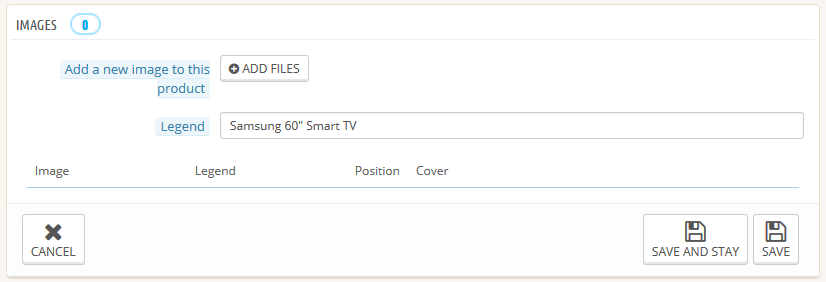 IMAGES 0
Add a new image to this
product
ADD FILES
Legend
Samsung 60" Smart TV
Image Legend Position Cover
CANCEL SAVE AND STAY SAVE